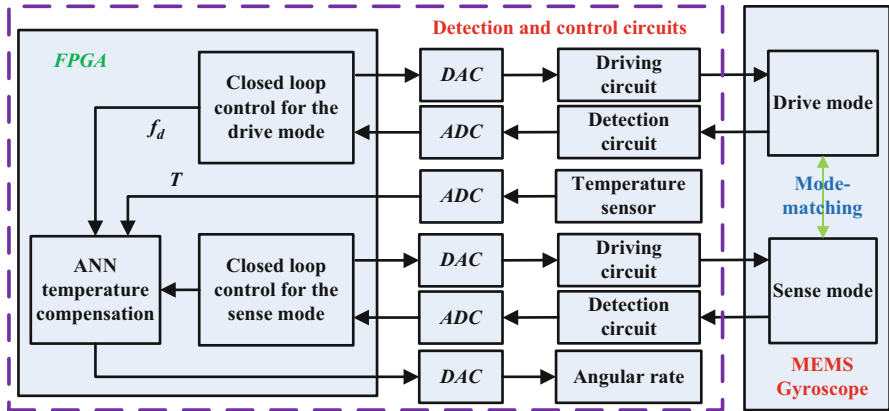 Detection and control circuits
FPGA
Closed loop
control for the
drive mode
DAC
Driving
circuit
Drive mode
ADC
Detection
circuit
f_d
T
ADC
Temperature
sensor
Mode-
matching
ANN
temperature
compensation
Closed loop
control for the
sense mode
DAC
Driving
circuit
Sense mode
ADC
Detection
circuit
DAC
Angular rate
MEMS
Gyroscope